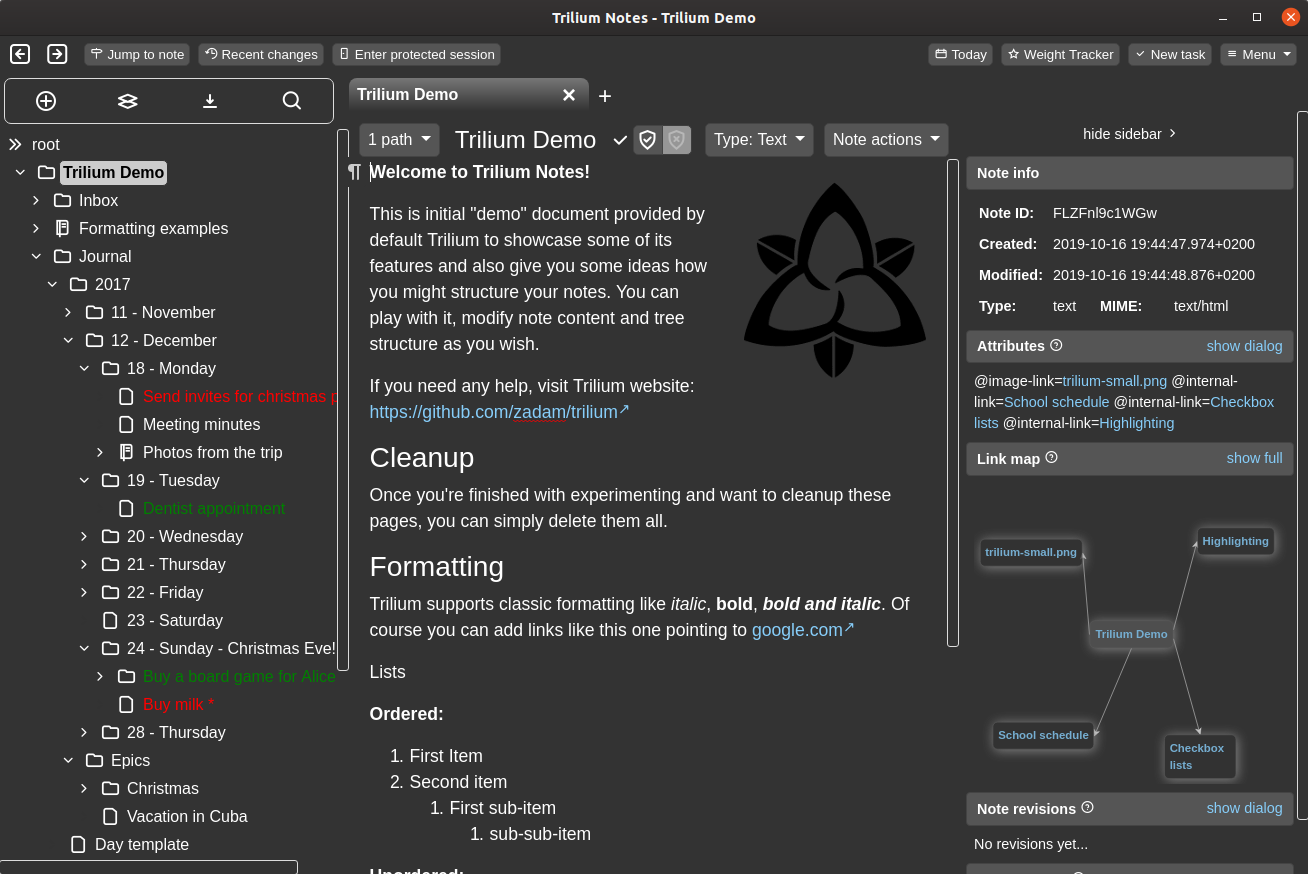 Trilium Notes - Trilium Demo
Jump to note
Recent changes
Enter protected session
Today
Weight Tracker
New task
Menu
root
Trilium Demo
Inbox
Formatting examples
Journal
2017
11 - November
12 - December
18 - Monday
Send invites for christmas p
Meeting minutes
Photos from the trip
19 - Tuesday
Dentist appointment
20 - Wednesday
21 - Thursday
22 - Friday
23 - Saturday
24 - Sunday - Christmas Eve!
Buy a board game for Alice
Buy milk *
28 - Thursday
Epics
Christmas
Vacation in Cuba
Day template
Trilium Demo
1 path
Trilium Demo
Type: Text
Note actions
Welcome to Trilium Notes!
This is initial "demo" document provided by
default Trilium to showcase some of its
features and also give you some ideas how
you might structure your notes. You can
play with it, modify note content and tree
structure as you wish.
If you need any help, visit Trilium website:
https://github.com/zadam/trilium
Cleanup
Once you're finished with experimenting and want to cleanup these
pages, you can simply delete them all.
Formatting
Trilium supports classic formatting like italic, bold, bold and italic. Of
course you can add links like this one pointing to google.com
Lists
Ordered:
1. First Item
2. Second item
1. First sub-item
1. sub-sub-item
Unordered:
hide sidebar
Note info
Note ID: FLZFnl9c1WGw
Created: 2019-10-16 19:44:47.974+0200
Modified: 2019-10-16 19:44:48.876+0200
Type: text MIME: text/html
Attributes show dialog
@image-link=trilium-small.png @internal-
link=School schedule @internal-link=Checkbox
lists @internal-link=Highlighting
Link map show full
trilium-small.png
Highlighting
Trilium Demo
School schedule
Checkbox
lists
Note revisions show dialog
No revisions yet...